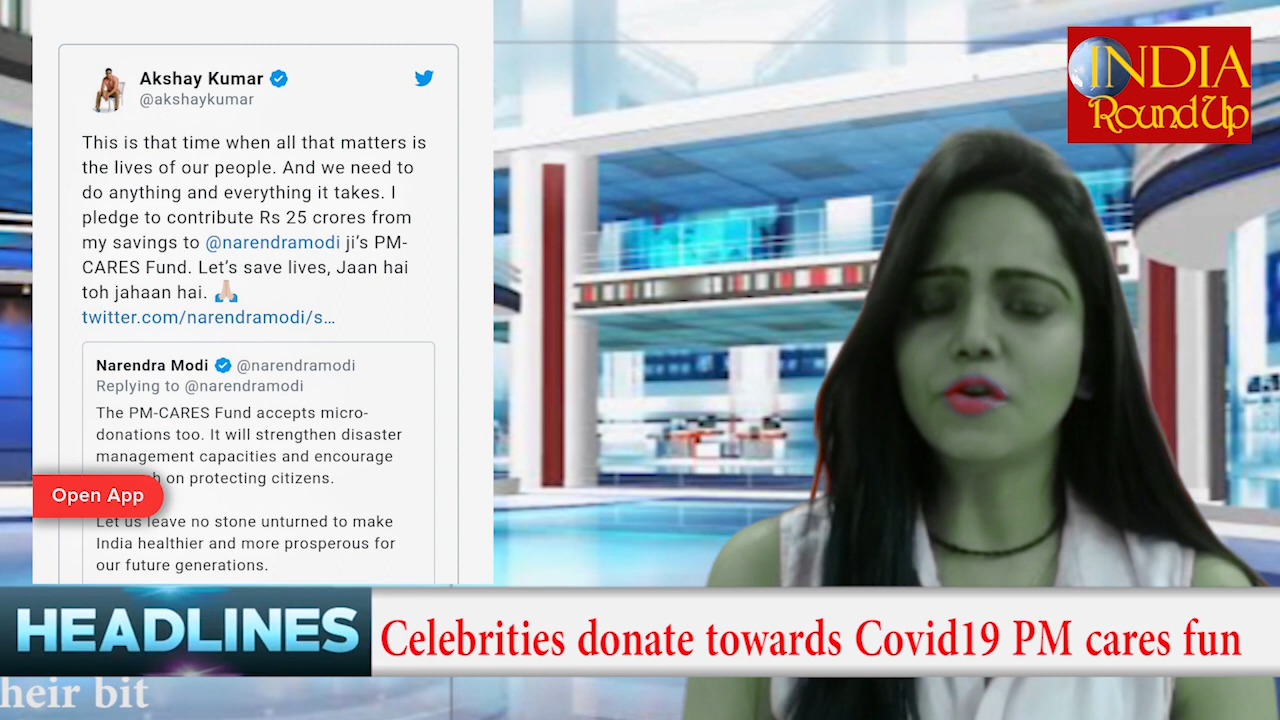 Akshay Kumar
@akshaykumar
This is that time when all that matters is
the lives of our people. And we need to
do anything and everything it takes. I
pledge to contribute Rs 25 crores from
my savings to @narendramodi ji’s PM-
CARES Fund. Let’s save lives, Jaan hai
toh jahaan hai. 🙏🏻
twitter.com/narendramodi/s…
Narendra Modi @narendramodi
Replying to @narendramodi
The PM-CARES Fund accepts micro-
donations too. It will strengthen disaster
management capacities and encourage
on protecting citizens.
Open App
Let us leave no stone unturned to make
India healthier and more prosperous for
our future generations.
INDIA
Round Up
HEADLINES
Celebrities donate towards Covid19 PM cares fun
heir bit